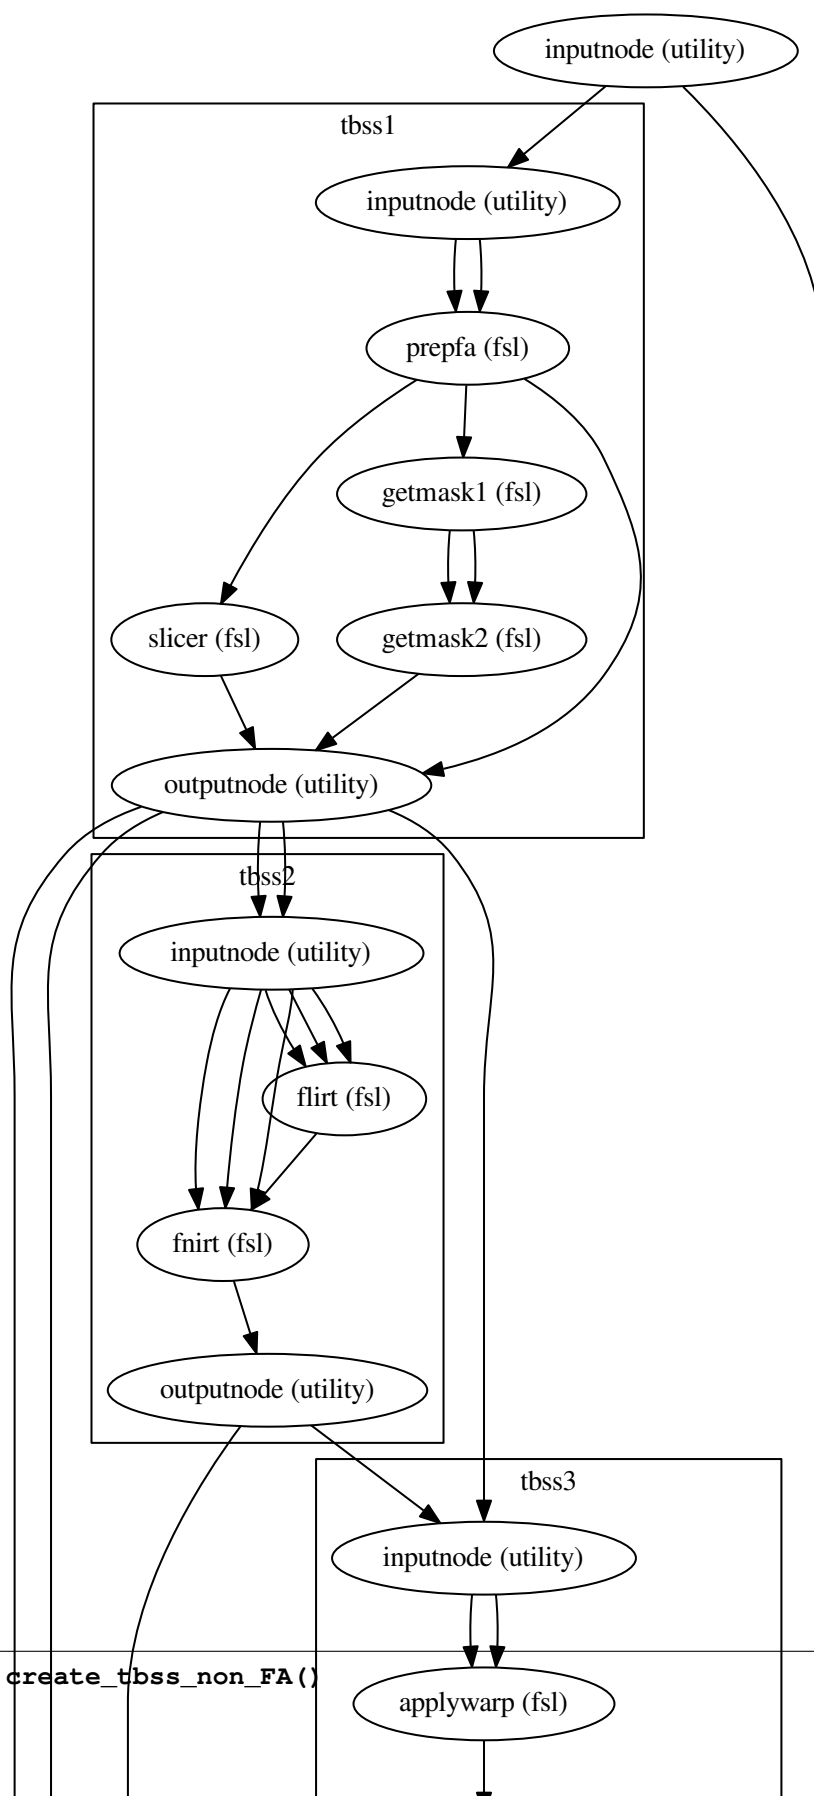 inputnode (utility)
tbss1
inputnode (utility)
prepfa (fsl)
getmask1 (fsl)
slicer (fsl)
getmask2 (fsl)
outputnode (utility)
tbss2
inputnode (utility)
flirt (fsl)
fnirt (fsl)
outputnode (utility)
tbss3
inputnode (utility)
create_tbss_non_FA()
applywarp (fsl)